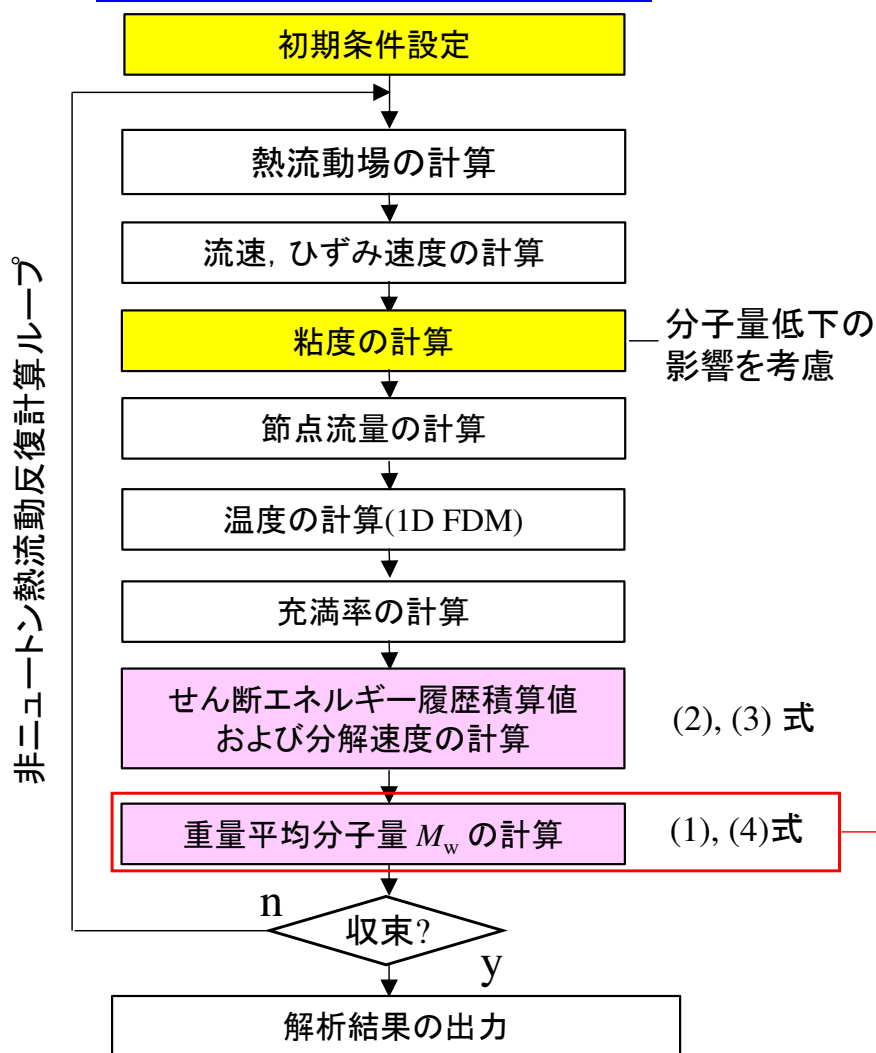 初期条件設定
熱流動場の計算
流速，ひずみ速度の計算
粘度の計算
分子量低下の
影響を考慮
節点流量の計算
温度の計算(1D FDM)
充満率の計算
せん断エネルギー履歴積算値
および分解速度の計算
(2), (3) 式
重量平均分子量 Mw の計算
(1), (4)式
n
収束?
y
解析結果の出力
非ニュートン熱流動反復計算ループ